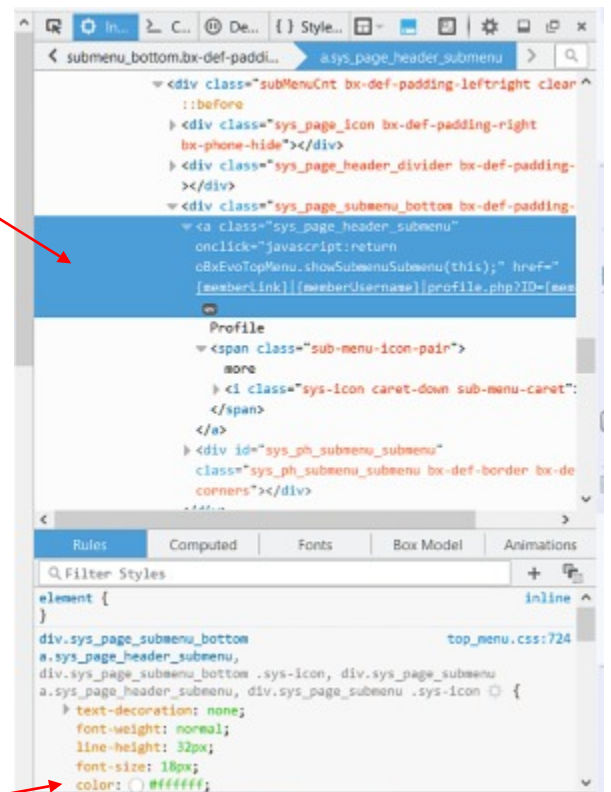 In... C... De... { } Style...
submenu_bottom.bx-def-paddi... a.sys_page_header_submenu
<div class="subMenuCnt bx-def-padding-leftright clear
::before
<div class="sys_page_icon bx-def-padding-right
bx-phone-hide"></div>
<div class="sys_page_header_divider bx-def-padding-
></div>
<div class="sys_page_submenu_bottom bx-def-padding-
<a class="sys_page_header_submenu"
onclick="javascript:return
oBxEvoTopMenu.showSubmenuSubmenu(this);" href="
{memberLink}|{memberUsername}|profile.php?ID={mem
ev
Profile
<span class="sub-menu-icon-pair">
more
<i class="sys-icon caret-down sub-menu-caret":
</span>
</a>
<div id="sys_ph_submenu_submenu"
class="sys_ph_submenu_submenu bx-def-border bx-de
corners"></div>
Rules Computed Fonts Box Model Animations
Filter Styles +
element { inline
}
div.sys_page_submenu_bottom top_menu.css:724
a.sys_page_header_submenu,
div.sys_page_submenu_bottom .sys-icon, div.sys_page_submenu
a.sys_page_header_submenu, div.sys_page_submenu .sys-icon {
text-decoration: none;
font-weight: normal;
line-height: 32px;
font-size: 18px;
color: #ffffff;